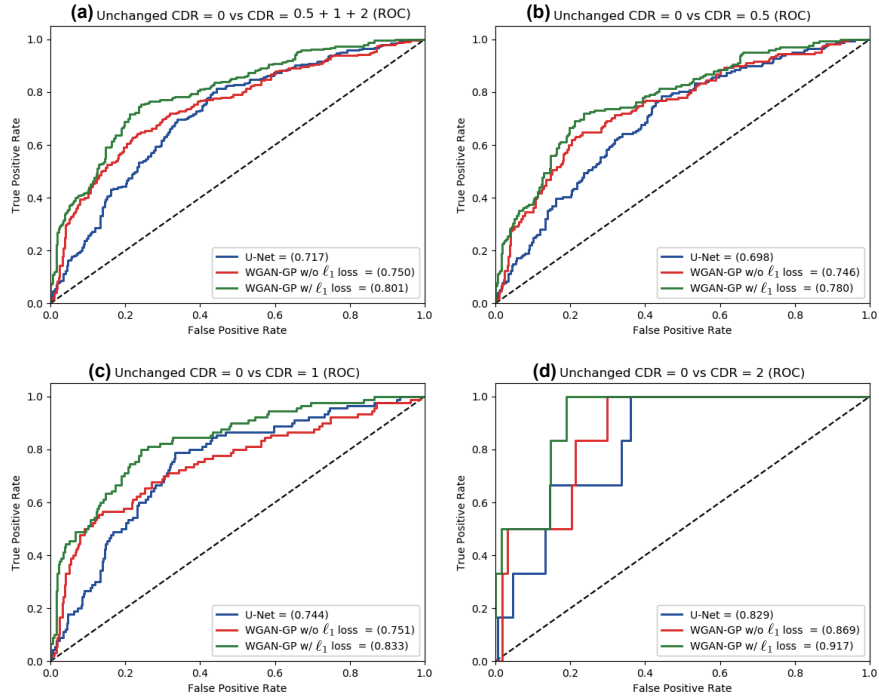 (a) Unchanged CDR = 0 vs CDR = 0.5 + 1 + 2 (ROC)
1.0
0.8
0.6
0.4
0.2
0.0
True Positive Rate
U-Net = (0.717)
WGAN-GP w/o ℓ₁ loss = (0.750)
WGAN-GP w/ ℓ₁ loss = (0.801)
0.0 0.2 0.4 0.6 0.8 1.0
False Positive Rate
(b) Unchanged CDR = 0 vs CDR = 0.5 (ROC)
1.0
0.8
0.6
0.4
0.2
0.0
True Positive Rate
U-Net = (0.698)
WGAN-GP w/o ℓ₁ loss = (0.746)
WGAN-GP w/ ℓ₁ loss = (0.780)
0.0 0.2 0.4 0.6 0.8 1.0
False Positive Rate
(c) Unchanged CDR = 0 vs CDR = 1 (ROC)
1.0
0.8
0.6
0.4
0.2
0.0
True Positive Rate
U-Net = (0.744)
WGAN-GP w/o ℓ₁ loss = (0.751)
WGAN-GP w/ ℓ₁ loss = (0.833)
0.0 0.2 0.4 0.6 0.8 1.0
False Positive Rate
(d) Unchanged CDR = 0 vs CDR = 2 (ROC)
1.0
0.8
0.6
0.4
0.2
0.0
True Positive Rate
U-Net = (0.829)
WGAN-GP w/o ℓ₁ loss = (0.869)
WGAN-GP w/ ℓ₁ loss = (0.917)
0.0 0.2 0.4 0.6 0.8 1.0
False Positive Rate